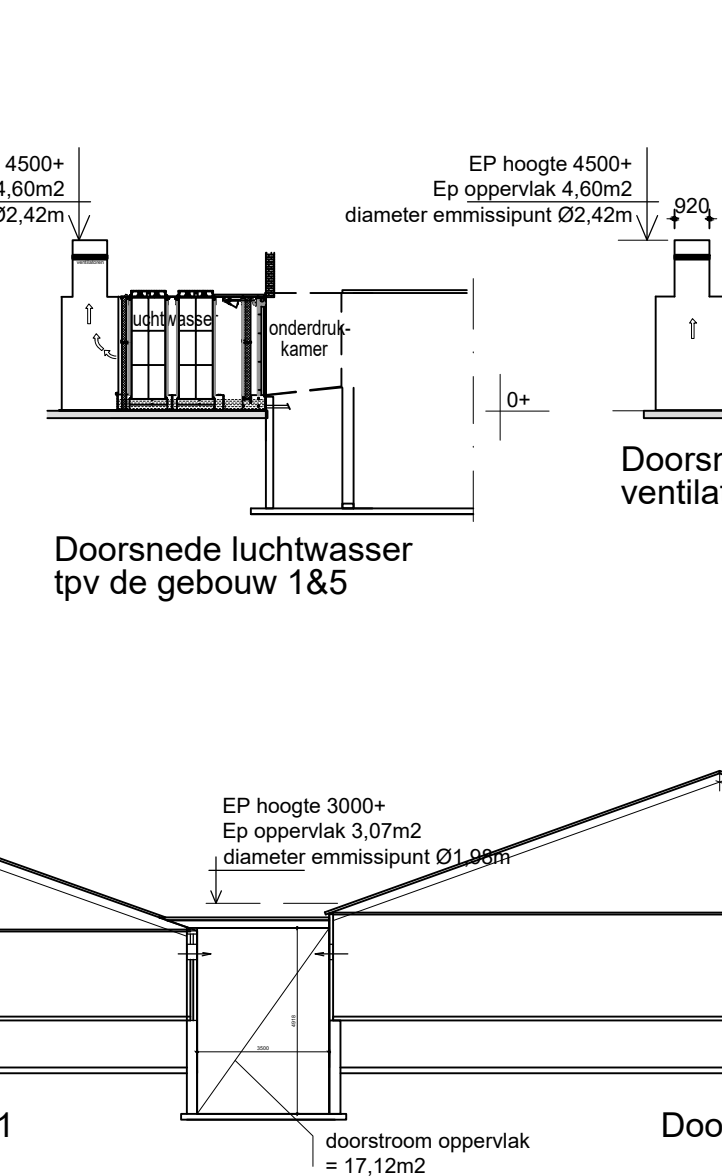 4500+
4,60m2
Ø2,42m
EP hoogte 4500+
Ep oppervlak 4,60m2
diameter emmissipunt Ø2,42m
920
ventilatoren
luchtwasser
onderdruk-
kamer
0+
Doorsnede luchtwasser
tpv de gebouw 1&5
Doorsn
ventilat
EP hoogte 3000+
Ep oppervlak 3,07m2
diameter emmissipunt Ø1,98m
4918
3500
doorstroom oppervlak
= 17,12m2
1
Doo